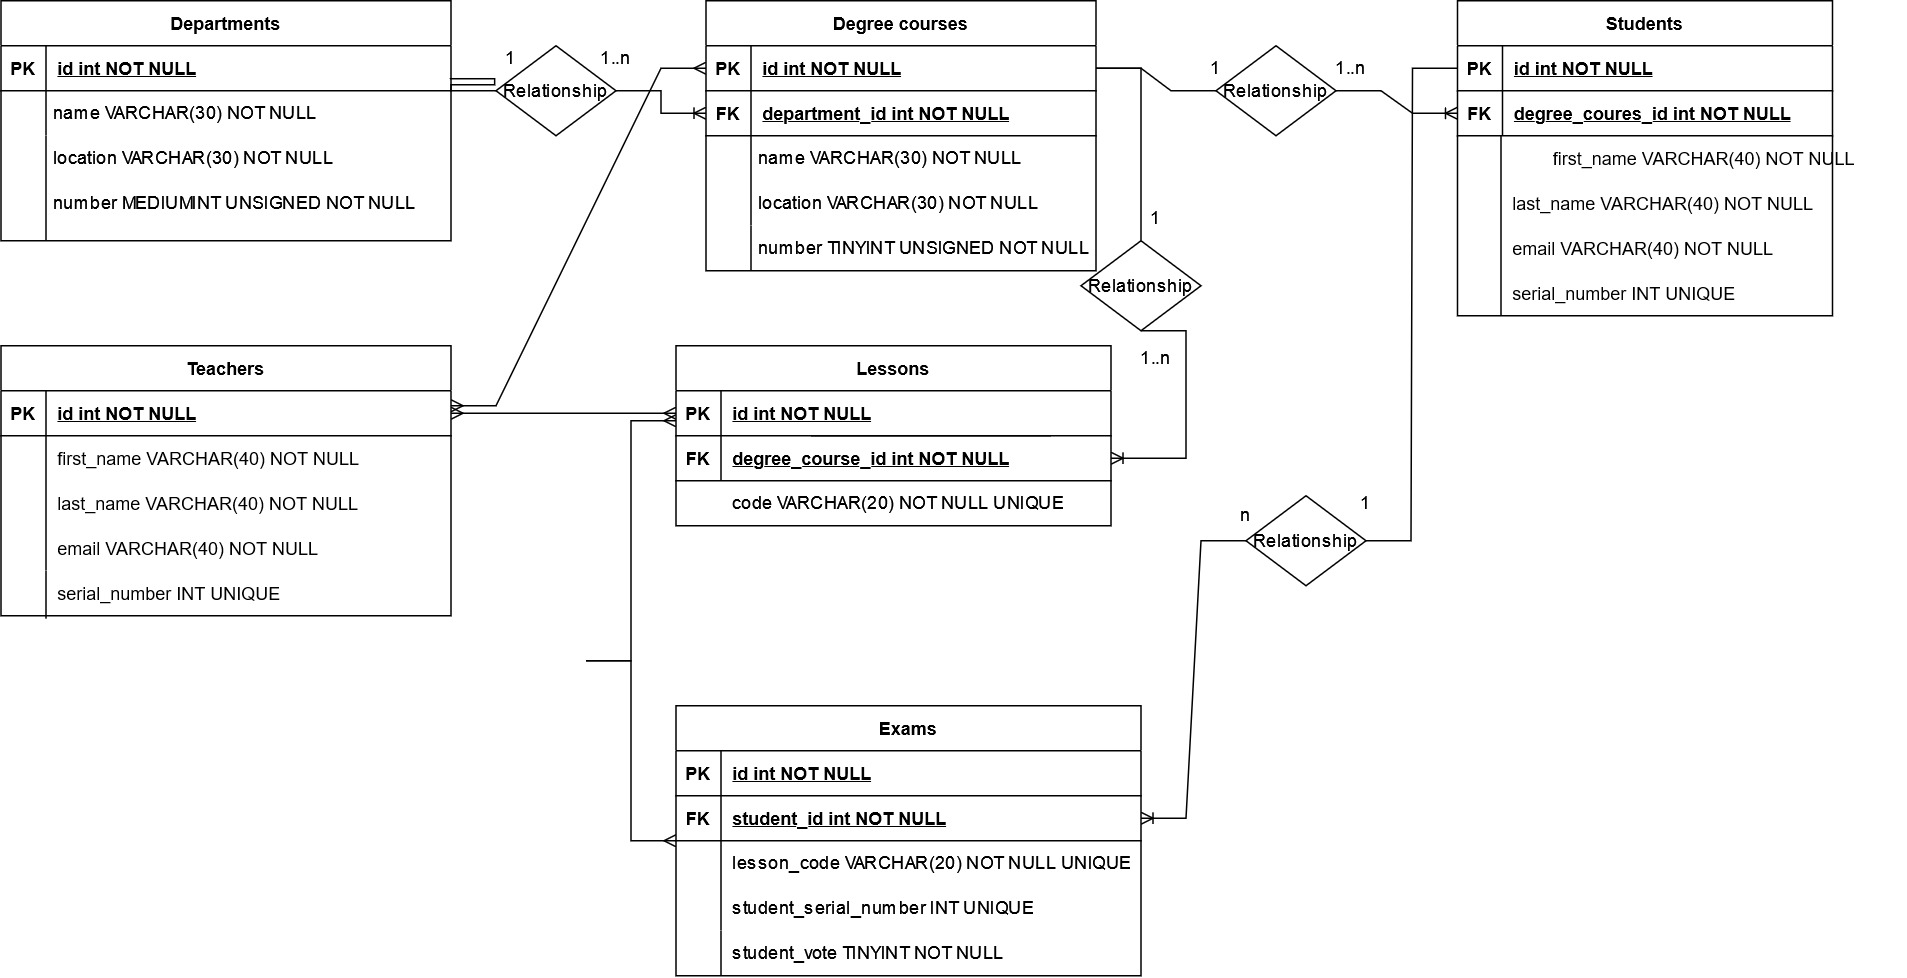 Departments
PK id int NOT NULL
name VARCHAR(30) NOT NULL
location VARCHAR(30) NOT NULL
number MEDIUMINT UNSIGNED NOT NULL
1
Relationship
1..n
Degree courses
PK id int NOT NULL
FK department_id int NOT NULL
name VARCHAR(30) NOT NULL
location VARCHAR(30) NOT NULL
number TINYINT UNSIGNED NOT NULL
1
Relationship
1..n
Students
PK id int NOT NULL
FK degree_coures_id int NOT NULL
first_name VARCHAR(40) NOT NULL
last_name VARCHAR(40) NOT NULL
email VARCHAR(40) NOT NULL
serial_number INT UNIQUE
1
Relationship
1..n
Teachers
PK id int NOT NULL
first_name VARCHAR(40) NOT NULL
last_name VARCHAR(40) NOT NULL
email VARCHAR(40) NOT NULL
serial_number INT UNIQUE
Lessons
PK id int NOT NULL
FK degree_course_id int NOT NULL
code VARCHAR(20) NOT NULL UNIQUE
n
Relationship
1
Exams
PK id int NOT NULL
FK student_id int NOT NULL
lesson_code VARCHAR(20) NOT NULL UNIQUE
student_serial_number INT UNIQUE
student_vote TINYINT NOT NULL